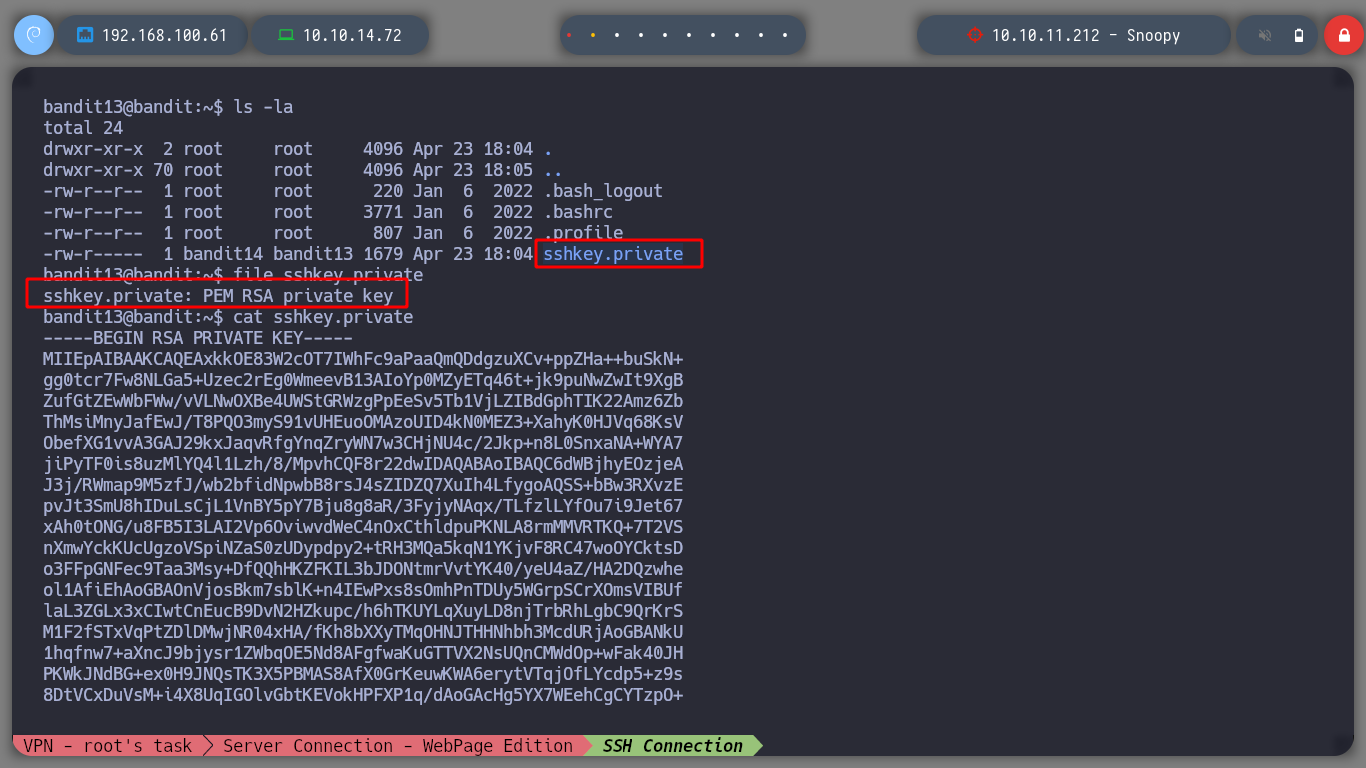 192.168.100.61
10.10.14.72
10.10.11.212 - Snoopy
bandit13@bandit:~$ ls -la
total 24
drwxr-xr-x  2 root     root     4096 Apr 23 18:04 .
drwxr-xr-x 70 root     root     4096 Apr 23 18:05 ..
-rw-r--r--  1 root     root      220 Jan  6  2022 .bash_logout
-rw-r--r--  1 root     root     3771 Jan  6  2022 .bashrc
-rw-r--r--  1 root     root      807 Jan  6  2022 .profile
-rw-r-----  1 bandit14 bandit13 1679 Apr 23 18:04 sshkey.private
bandit13@bandit:~$ file sshkey.private
sshkey.private: PEM RSA private key
bandit13@bandit:~$ cat sshkey.private
-----BEGIN RSA PRIVATE KEY-----
MIIEpAIBAAKCAQEAxkkOE83W2cOT7IWhFc9aPaaQmQDdgzuXCv+ppZHa++buSkN+
gg0tcr7Fw8NLGa5+Uzec2rEg0WmeevB13AIoYp0MZyETq46t+jk9puNwZwIt9XgB
ZufGtZEwWbFWw/vVLNwOXBe4UWStGRWzgPpEeSv5Tb1VjLZIBdGphTIK22Amz6Zb
ThMsiMnyJafEwJ/T8PQO3myS91vUHEuoOMAzoUID4kN0MEZ3+XahyK0HJVq68KsV
ObefXG1vvA3GAJ29kxJaqvRfgYnqZryWN7w3CHjNU4c/2Jkp+n8L0SnxaNA+WYA7
jiPyTF0is8uzMlYQ4l1Lzh/8/MpvhCQF8r22dwIDAQABAoIBAQC6dWBjhyEOzjeA
J3j/RWmap9M5zfJ/wb2bfidNpwbB8rsJ4sZIDZQ7XuIh4LfygoAQSS+bBw3RXvzE
pvJt3SmU8hIDuLsCjL1VnBY5pY7Bju8g8aR/3FyjyNAqx/TLfzlLYfOu7i9Jet67
xAh0tONG/u8FB5I3LAI2Vp6OviwvdWeC4nOxCthldpuPKNLA8rmMMVRTKQ+7T2VS
nXmwYckKUcUgzoVSpiNZaS0zUDypdpy2+tRH3MQa5kqN1YKjvF8RC47woOYCktsD
o3FFpGNFec9Taa3Msy+DfQQhHKZFKIL3bJDONtmrVvtYK40/yeU4aZ/HA2DQzwhe
ol1AfiEhAoGBAOnVjosBkm7sblK+n4IEwPxs8sOmhPnTDUy5WGrpSCrXOmsVIBUf
laL3ZGLx3xCIwtCnEucB9DvN2HZkupc/h6hTKUYLqXuyLD8njTrbRhLgbC9QrKrS
M1F2fSTxVqPtZDlDMwjNR04xHA/fKh8bXXyTMqOHNJTHHNhbh3McdURjAoGBANkU
1hqfnw7+aXncJ9bjysr1ZWbqOE5Nd8AFgfwaKuGTTVX2NsUQnCMWdOp+wFak40JH
PKWkJNdBG+ex0H9JNQsTK3X5PBMAS8AfX0GrKeuwKWA6erytVTqjOfLYcdp5+z9s
8DtVCxDuVsM+i4X8UqIGOlvGbtKEVokHPFXP1q/dAoGAcHg5YX7WEehCgCYTzpO+
VPN - root's task
Server Connection - WebPage Edition
SSH Connection